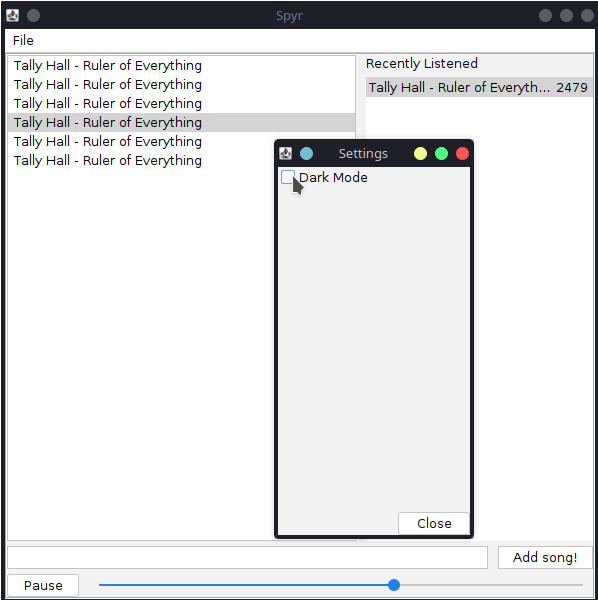 Spyr
File
Tally Hall - Ruler of Everything
Tally Hall - Ruler of Everything
Tally Hall - Ruler of Everything
Tally Hall - Ruler of Everything
Tally Hall - Ruler of Everything
Tally Hall - Ruler of Everything
Recently Listened
Tally Hall - Ruler of Everyth... 2479
Settings
Dark Mode
Close
Add song!
Pause